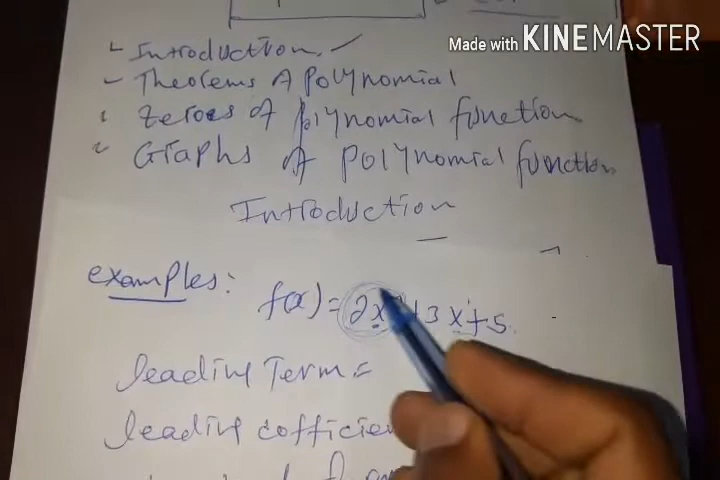 Made with KINEMASTER
Introduction
Theorems of polynomial
Zeroes of polynomial function
Graphs of polynomial function
Introduction
examples: f(x) = 2x + 3x + 5
leading Term =
leading cofficien